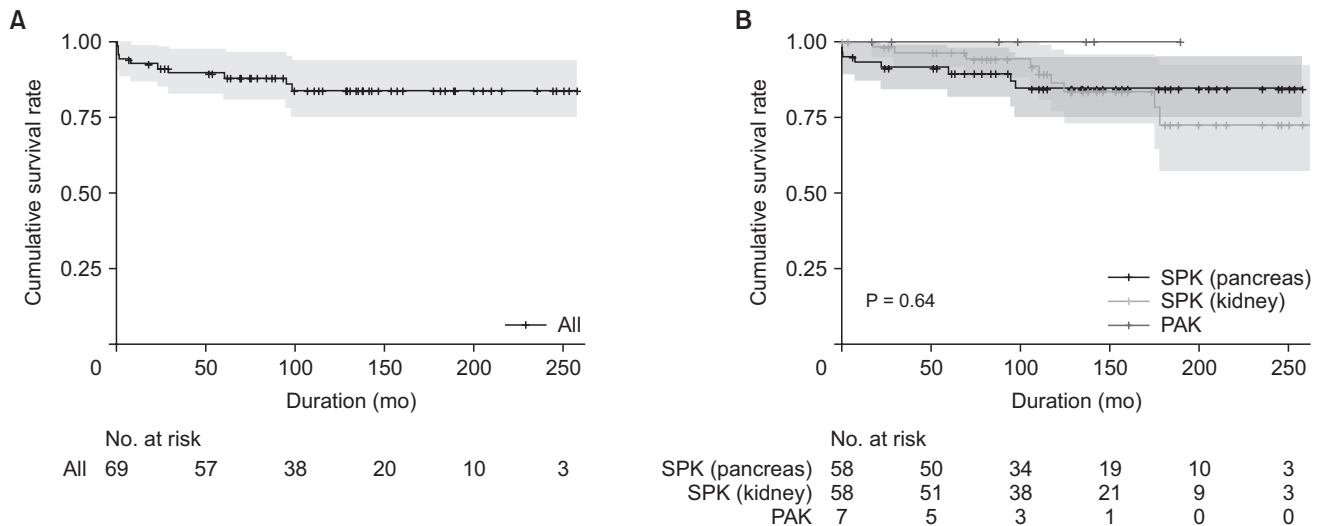 A
Cumulative survival rate
1.00
0.75
0.50
0.25
All
0 50 100 150 200 250
Duration (mo)
No. at risk
All 69 57 38 20 10 3
B
Cumulative survival rate
1.00
0.75
0.50
0.25
P = 0.64
SPK (pancreas)
SPK (kidney)
PAK
0 50 100 150 200 250
Duration (mo)
No. at risk
SPK (pancreas) 58 50 34 19 10 3
SPK (kidney) 58 51 38 21 9 3
PAK 7 5 3 1 0 0